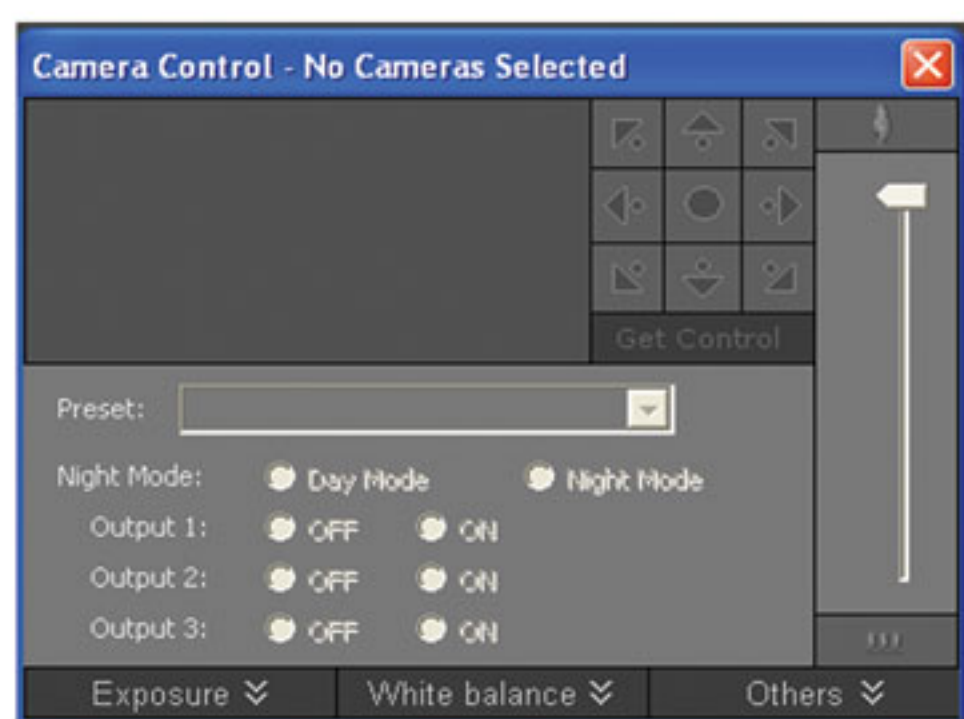 Camera Control - No Cameras Selected
Get Control
Preset:
Night Mode: Day Mode Night Mode
Output 1: OFF ON
Output 2: OFF ON
Output 3: OFF ON
Exposure White balance Others